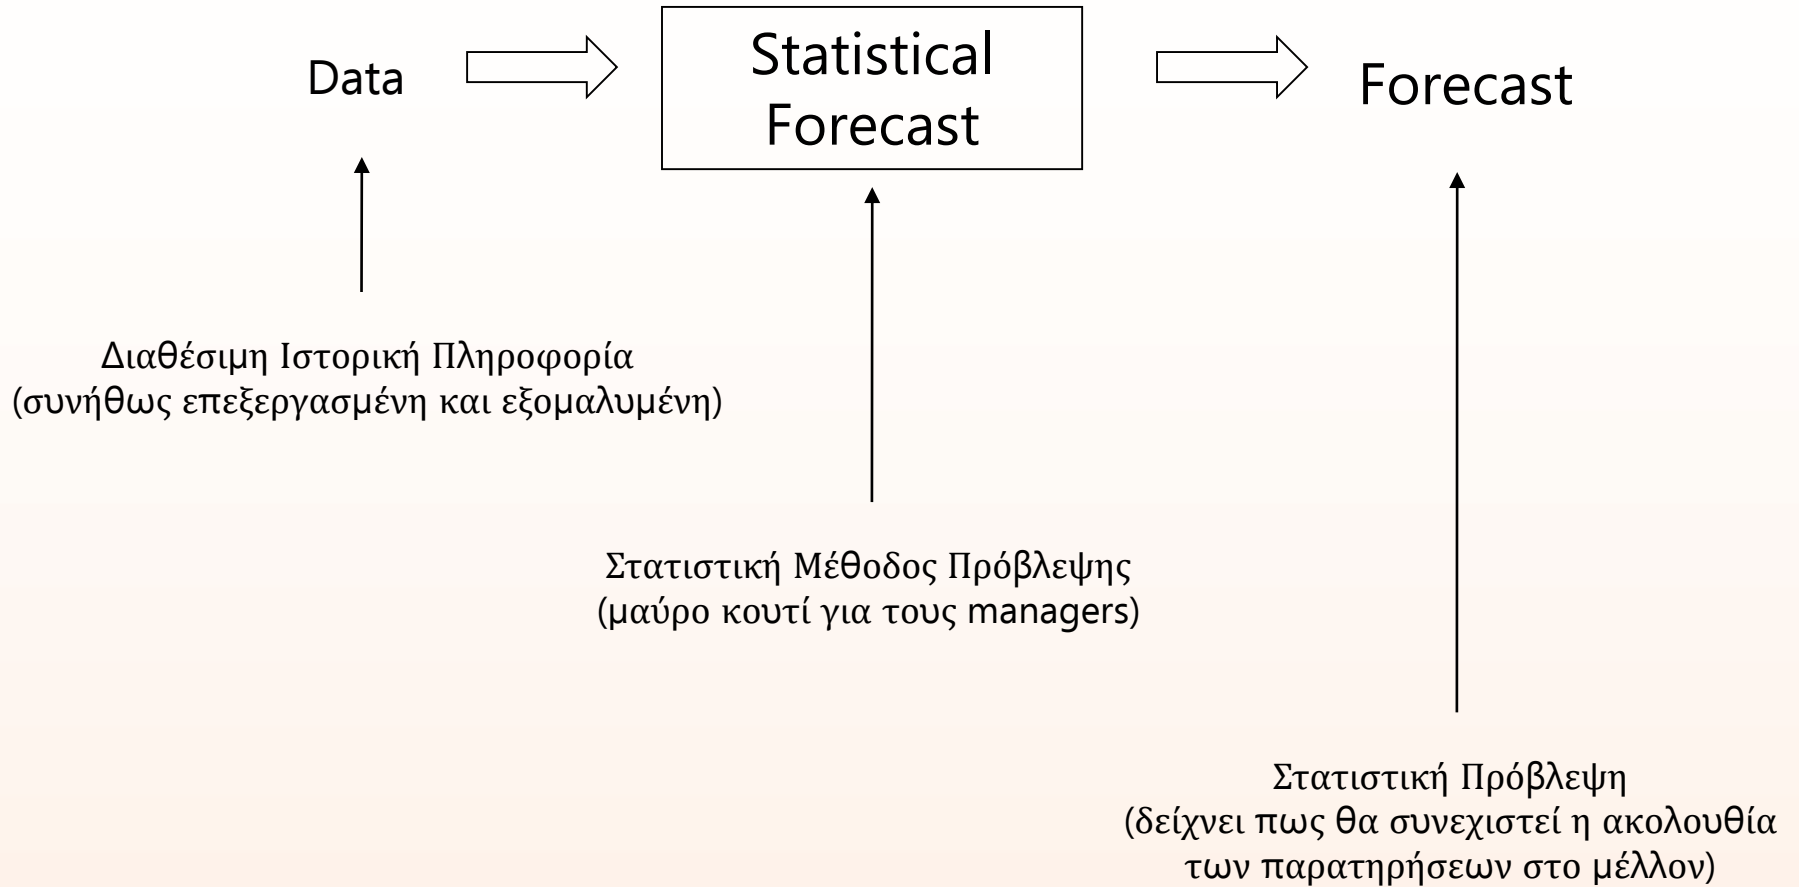 Data
Statistical
Forecast
Forecast
Διαθέσιμη Ιστορική Πληροφορία
(συνήθως επεξεργασμένη και εξομαλυμένη)
Στατιστική Μέθοδος Πρόβλεψης
(μαύρο κουτί για τους managers)
Στατιστική Πρόβλεψη
(δείχνει πως θα συνεχιστεί η ακολουθία
των παρατηρήσεων στο μέλλον)